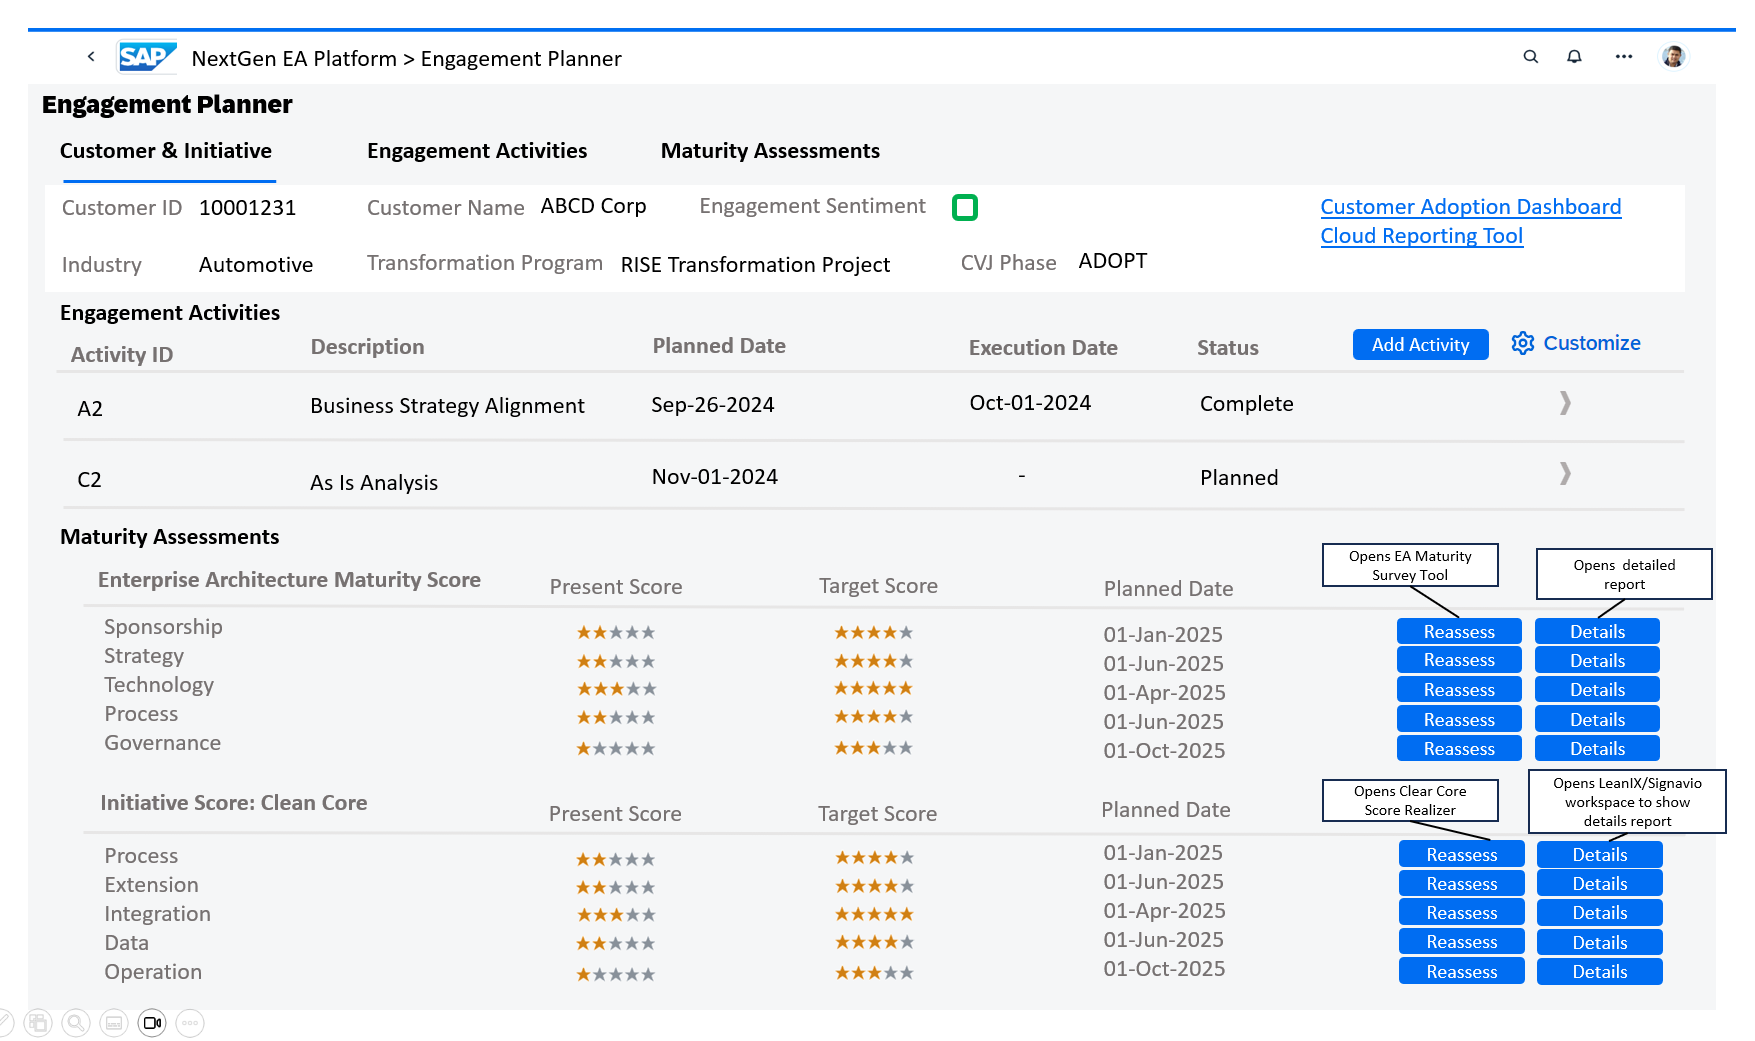 SAP NextGen EA Platform > Engagement Planner
Engagement Planner
Customer & Initiative Engagement Activities Maturity Assessments
Customer ID 10001231 Customer Name ABCD Corp Engagement Sentiment Customer Adoption Dashboard
Cloud Reporting Tool
Industry Automotive Transformation Program RISE Transformation Project CVJ Phase ADOPT
Engagement Activities
Activity ID Description Planned Date Execution Date Status Add Activity Customize
A2 Business Strategy Alignment Sep-26-2024 Oct-01-2024 Complete
C2 As Is Analysis Nov-01-2024 - Planned
Maturity Assessments
Opens EA Maturity
Survey Tool
Opens detailed
report
Enterprise Architecture Maturity Score Present Score Target Score Planned Date
Sponsorship 01-Jan-2025 Reassess Details
Strategy 01-Jun-2025 Reassess Details
Technology 01-Apr-2025 Reassess Details
Process 01-Jun-2025 Reassess Details
Governance 01-Oct-2025 Reassess Details
Opens Clear Core
Score Realizer
Opens LeanIX/Signavio
workspace to show
details report
Initiative Score: Clean Core Present Score Target Score Planned Date
Process 01-Jan-2025 Reassess Details
Extension 01-Jun-2025 Reassess Details
Integration 01-Apr-2025 Reassess Details
Data 01-Jun-2025 Reassess Details
Operation 01-Oct-2025 Reassess Details